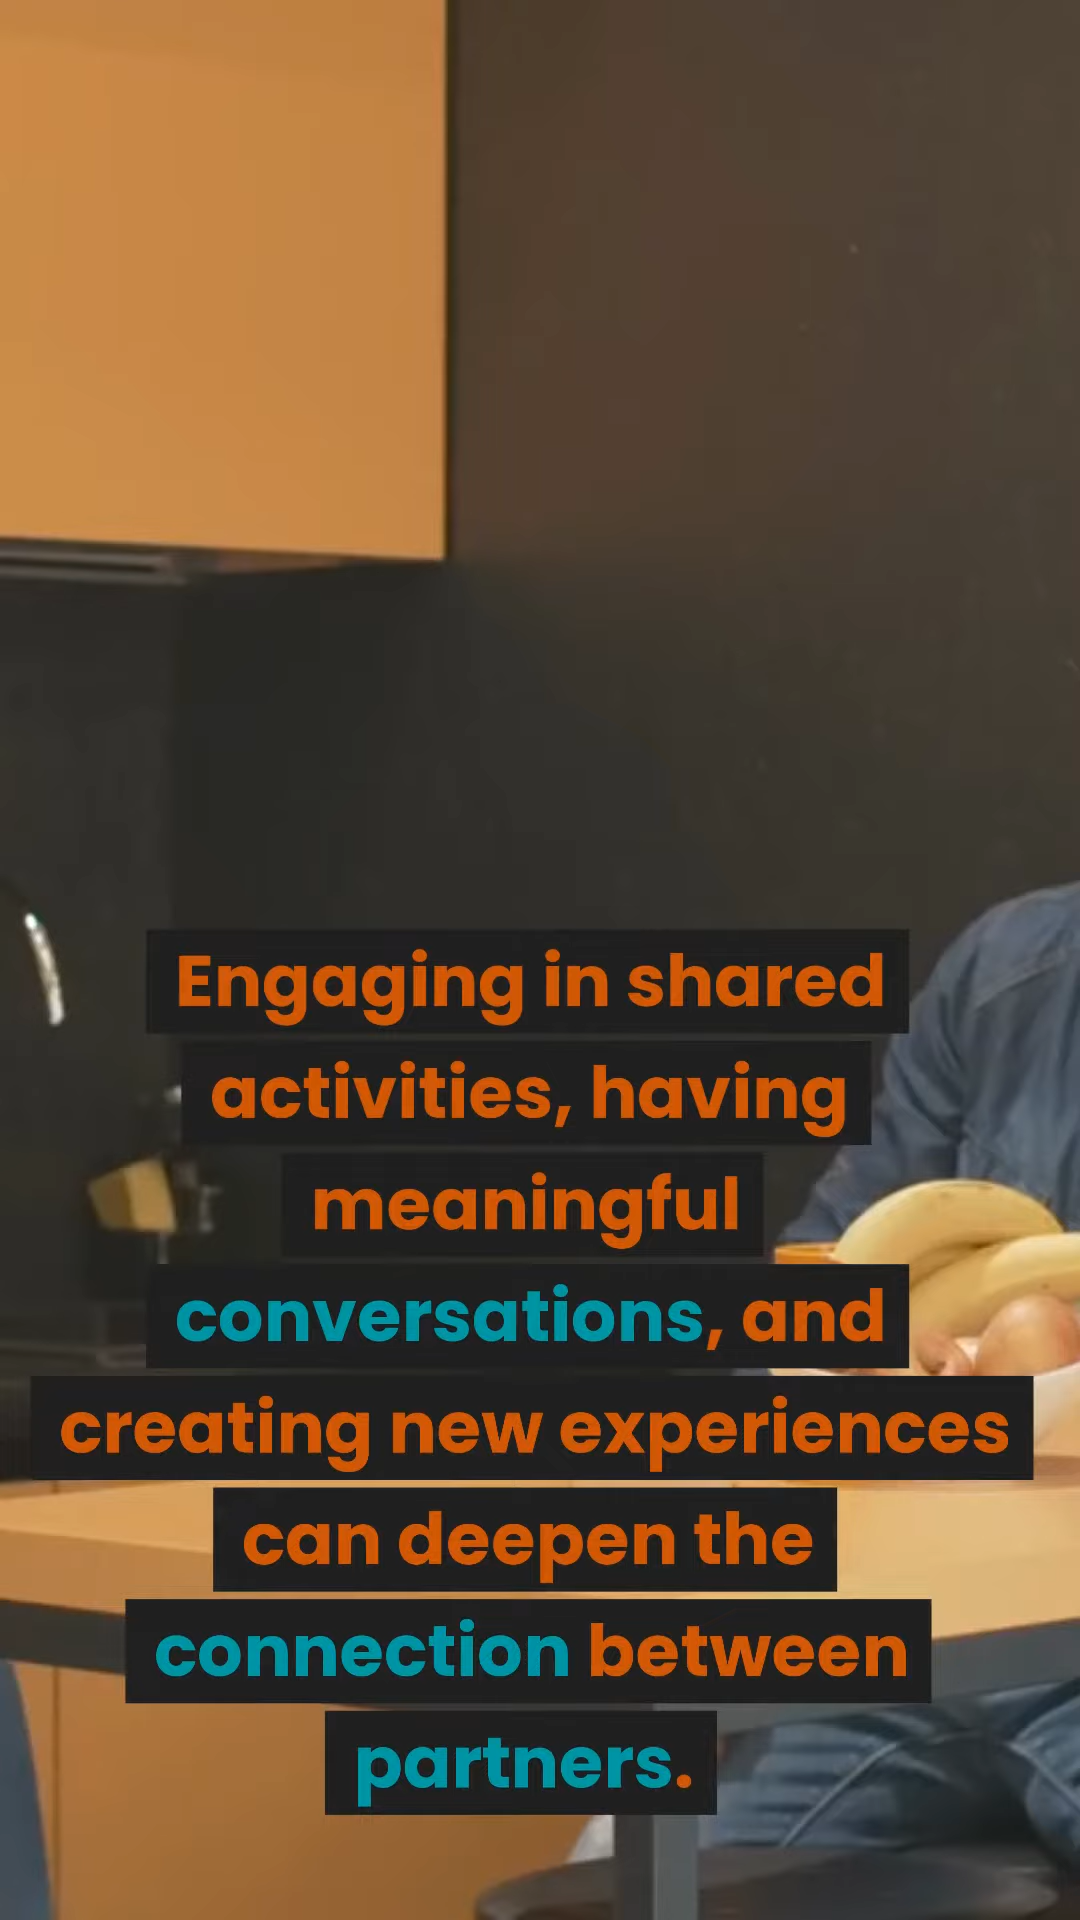 Engaging in shared
activities, having
meaningful
conversations, and
creating new experiences
can deepen the
connection between
partners.